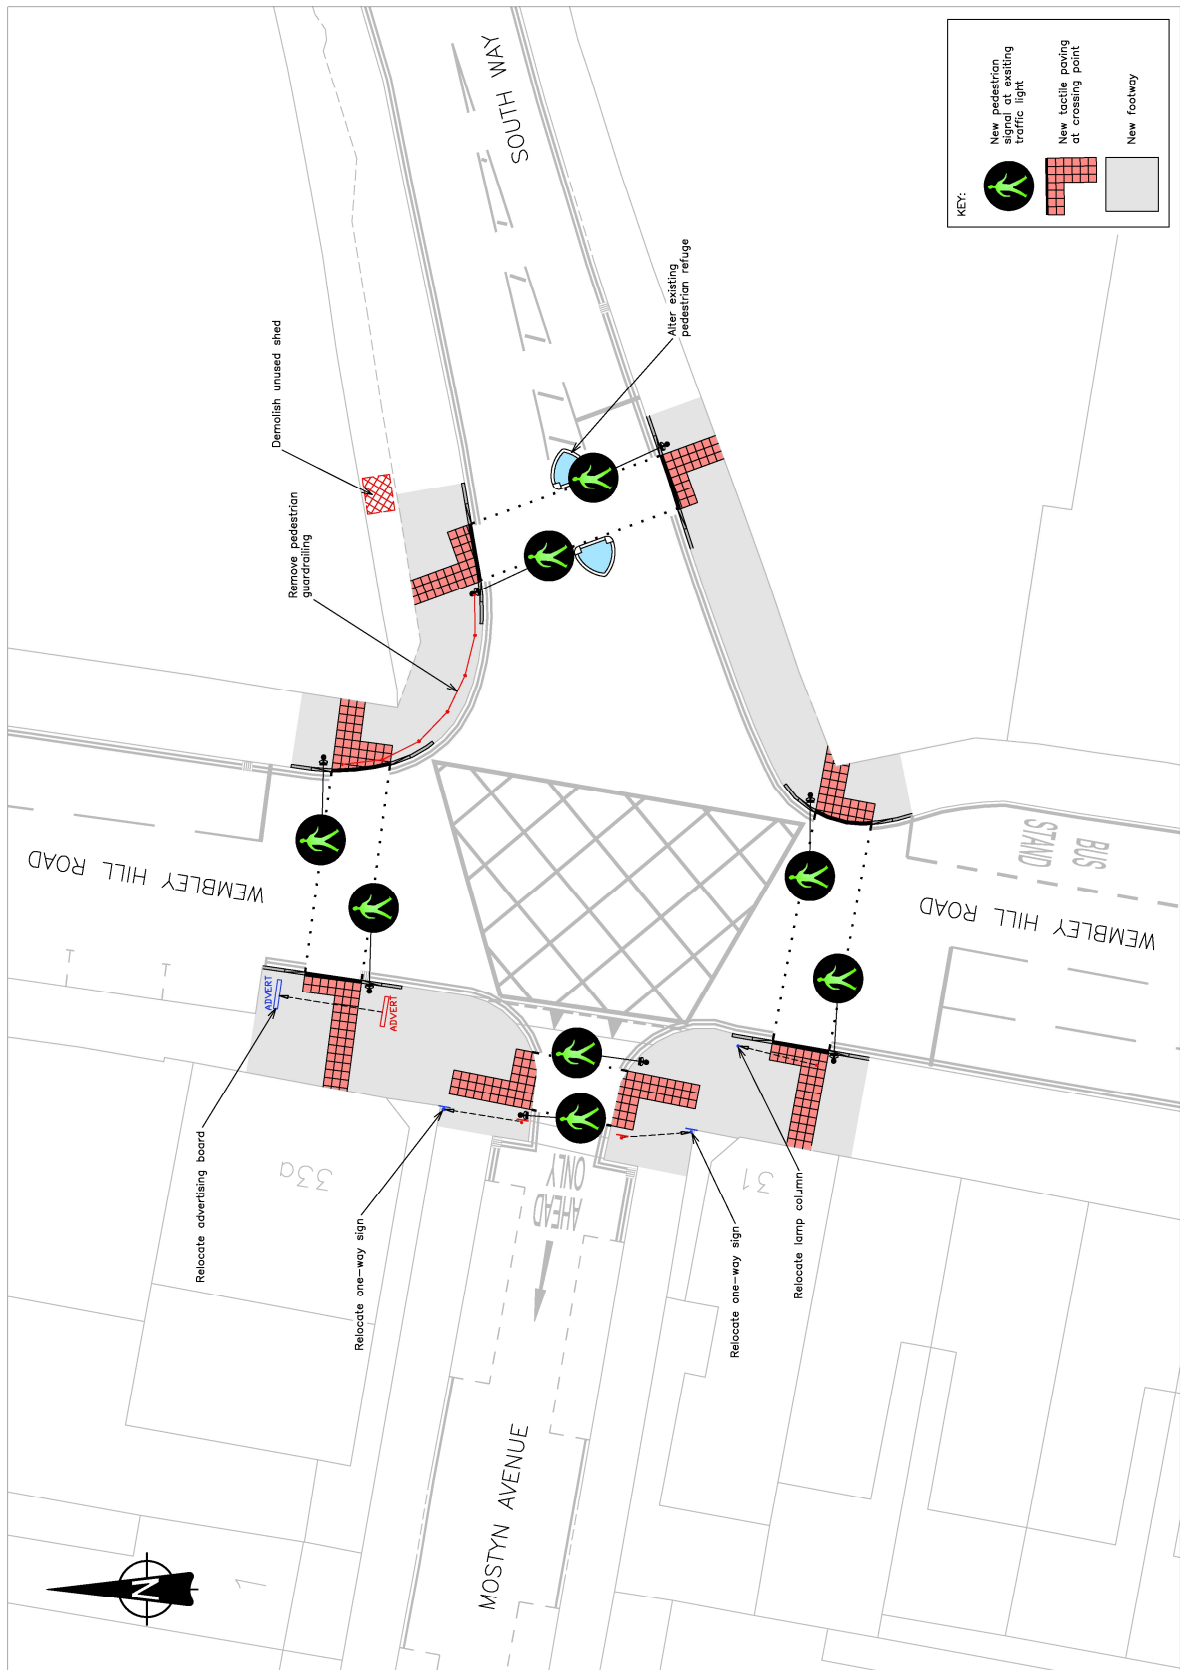 SOUTH WAY
KEY:
New pedestrian
signal at exsiting
traffic light
New tactile paving
at crossing point
New footway
Demolish unused shed
Alter existing
pedestrian refuge
Remove pedestrian
guardrailing
WEMBLEY HILL ROAD
BUS
STAND
WEMBLEY HILL ROAD
ADVERT
ADVERT
Relocate advertising board
33a
Relocate one-way sign
AHEAD
ONLY
31
Relocate one-way sign
Relocate lamp column
MOSTYN AVENUE
N
1